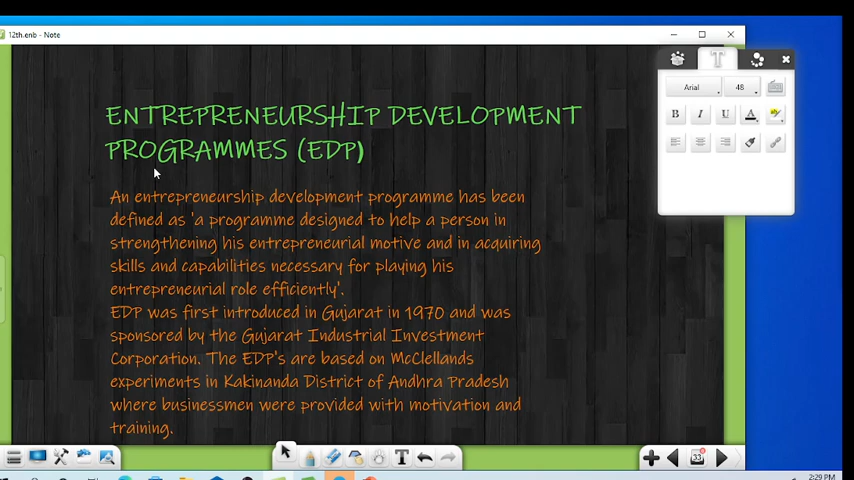 12th.enb - Note
Arial 48
B I U A
ENTREPRENEURSHIP DEVELOPMENT
PROGRAMMES (EDP)
An entrepreneurship development programme has been
defined as 'a programme designed to help a person in
strengthening his entrepreneurial motive and in acquiring
skills and capabilities necessary for playing his
entrepreneurial role efficiently'.
EDP was first introduced in Gujarat in 1970 and was
sponsored by the Gujarat Industrial Investment
Corporation. The EDP's are based on McClellands
experiments in Kakinanda District of Andhra Pradesh
where businessmen were provided with motivation and
training.
T
33
2:29 PM